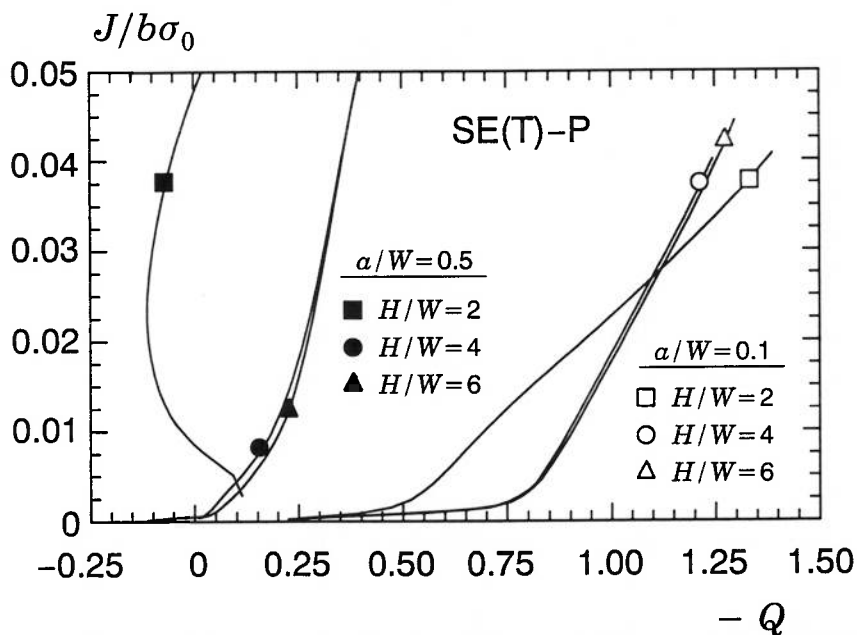 J/bσ₀
0.05
0.04
0.03
0.02
0.01
0
SE(T)−P
a/W=0.5
H/W=2
H/W=4
H/W=6
a/W=0.1
H/W=2
H/W=4
H/W=6
−0.25 0 0.25 0.50 0.75 1.00 1.25 1.50
− Q